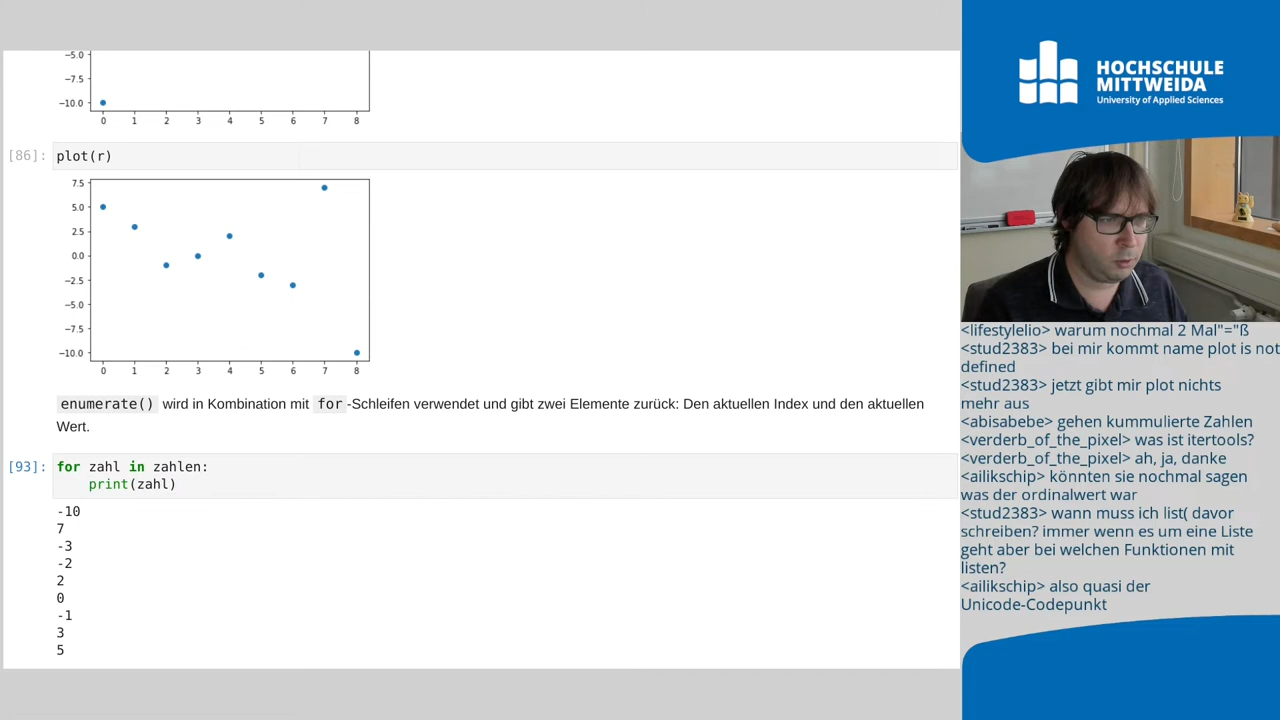 −5.0
−7.5
−10.0
0 1 2 3 4 5 6 7 8
[86]: plot(r)
7.5
5.0
2.5
0.0
−2.5
−5.0
−7.5
−10.0
0 1 2 3 4 5 6 7 8
enumerate() wird in Kombination mit for -Schleifen verwendet und gibt zwei Elemente zurück: Den aktuellen Index und den aktuellen
Wert.
[93]: for zahl in zahlen:
print(zahl)
-10
7
-3
-2
2
0
-1
3
5
HOCHSCHULE
MITTWEIDA
University of Applied Sciences
<lifestylelio> warum nochmal 2 Mal"="ß
<stud2383> bei mir kommt name plot is not
defined
<stud2383> jetzt gibt mir plot nichts
mehr aus
<abisabebe> gehen kummulierte Zahlen
<verderb_of_the_pixel> was ist itertools?
<verderb_of_the_pixel> ah, ja, danke
<ailikschip> könnten sie nochmal sagen
was der ordinalwert war
<stud2383> wann muss ich list( davor
schreiben? immer wenn es um eine Liste
geht aber bei welchen Funktionen mit
listen?
<ailikschip> also quasi der
Unicode-Codepunkt